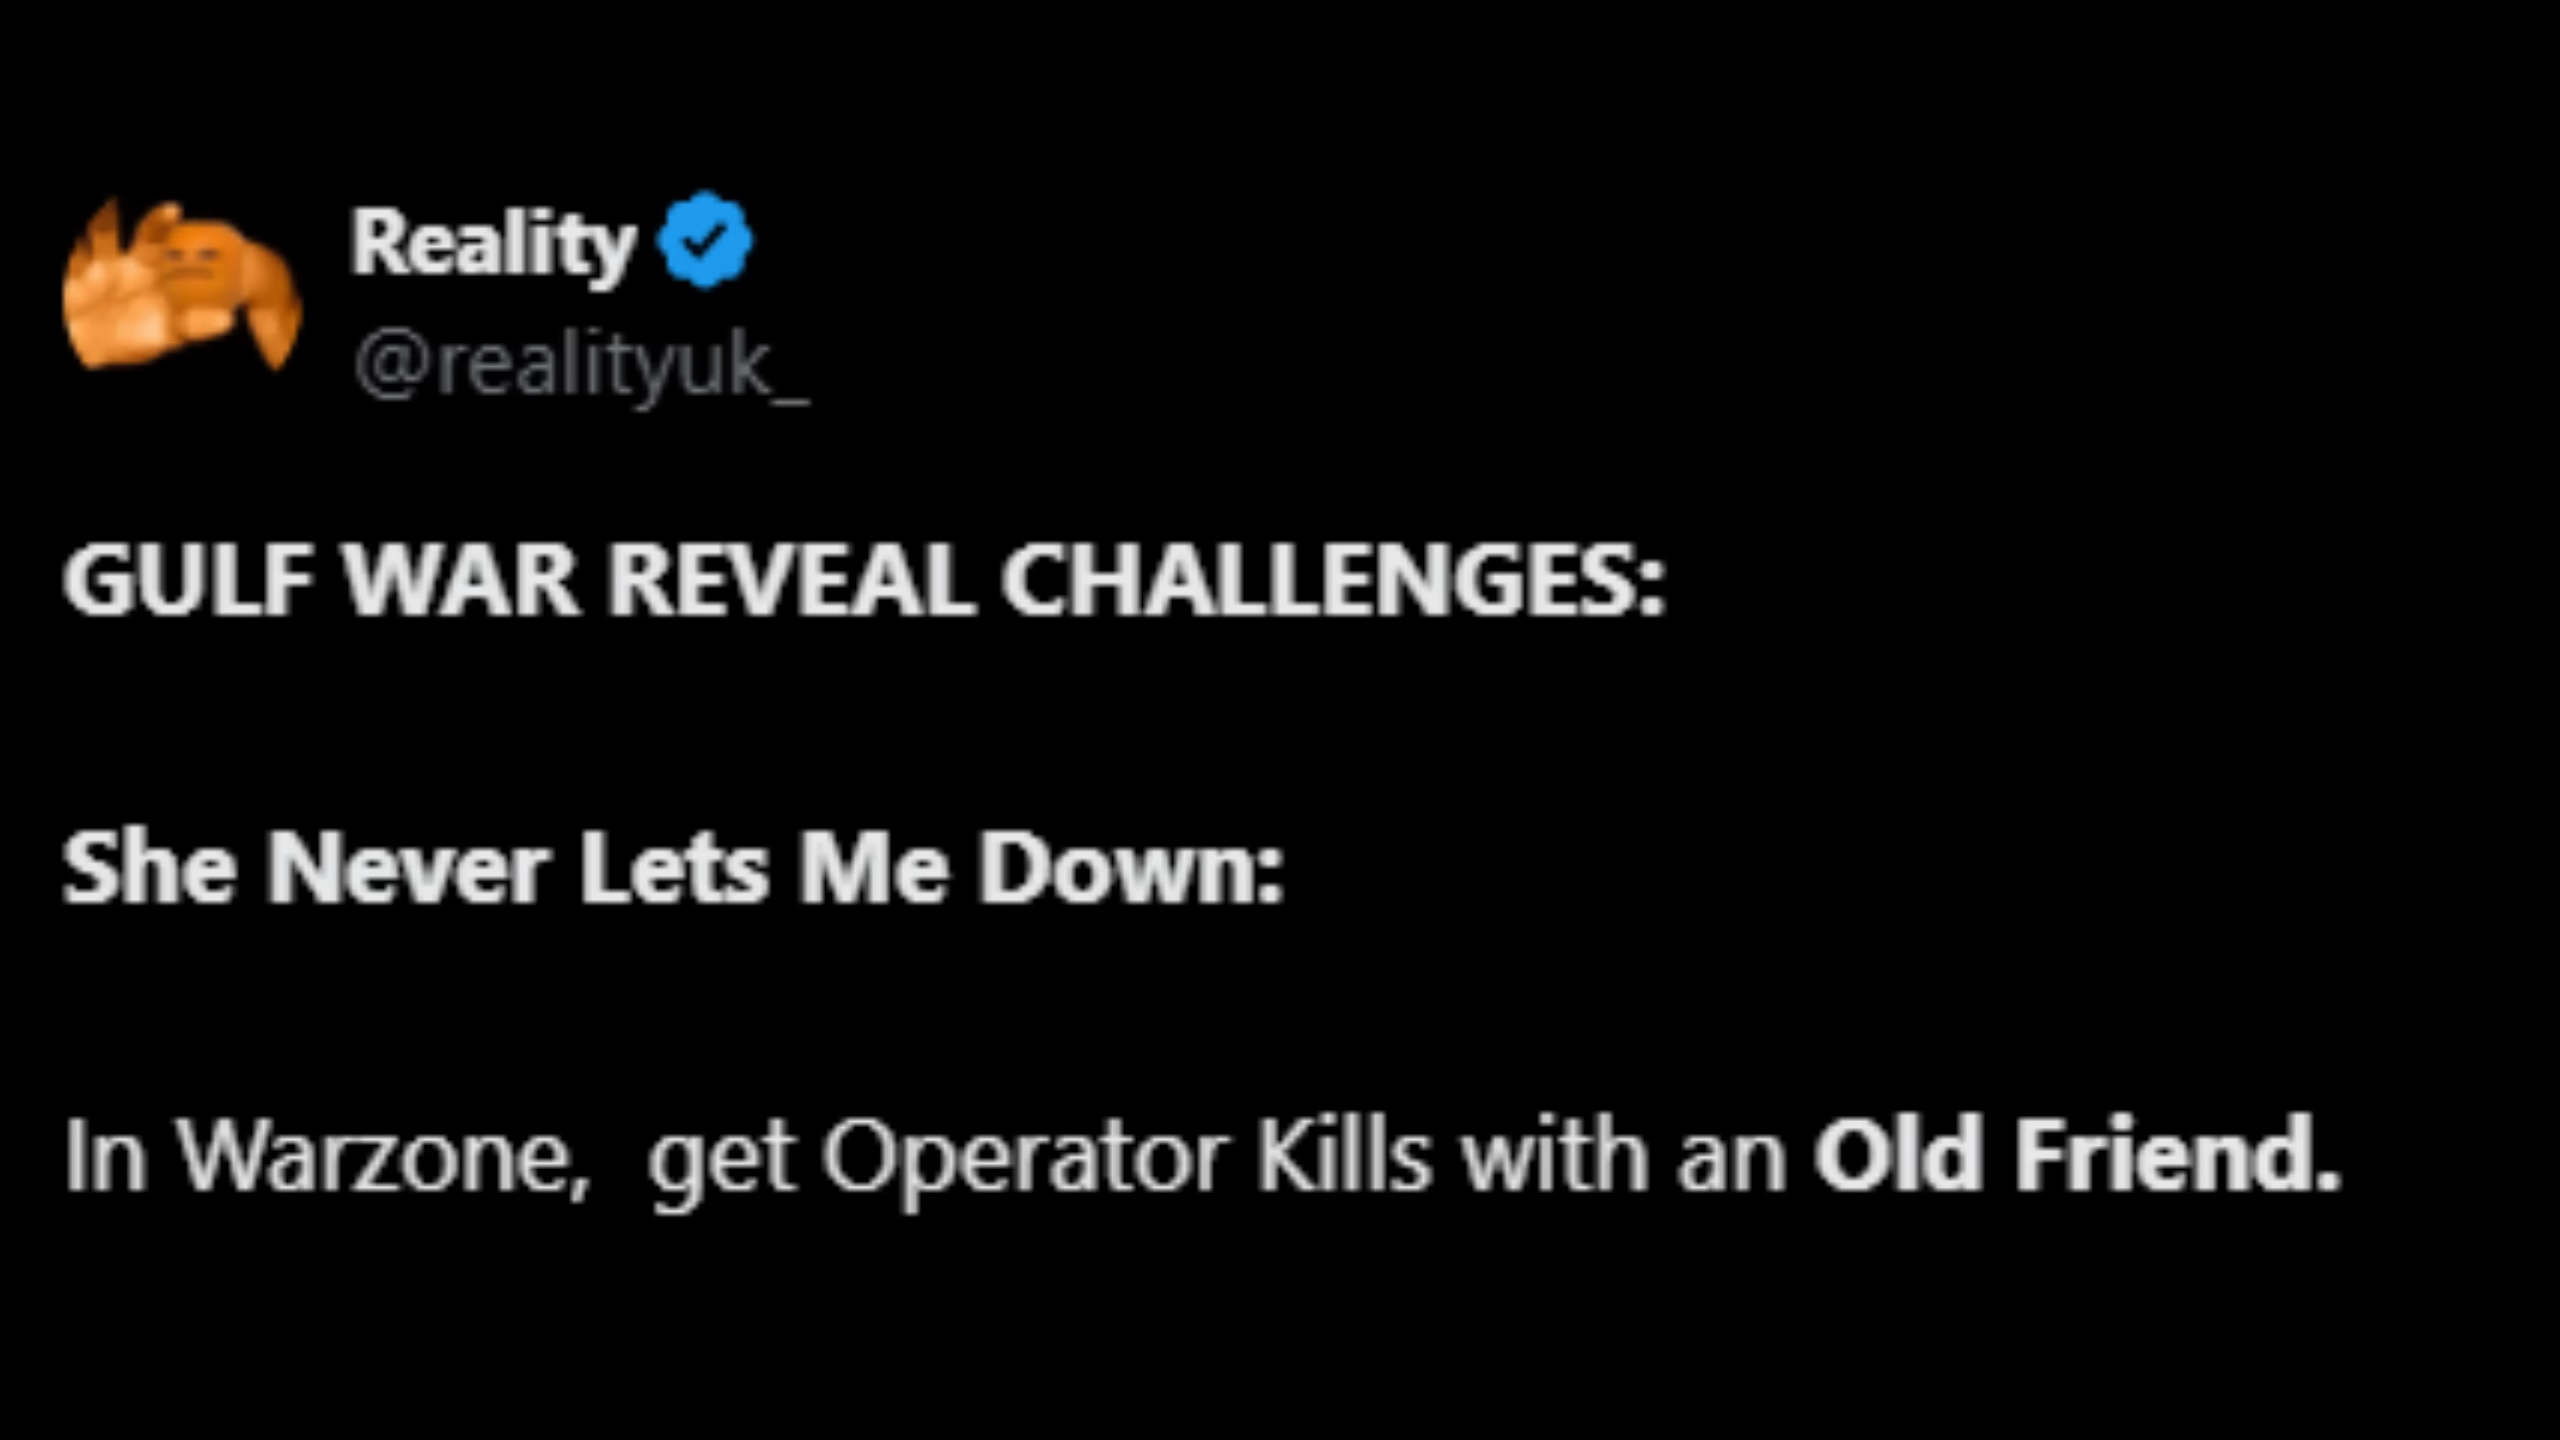 Reality
@realityuk_
GULF WAR REVEAL CHALLENGES:
She Never Lets Me Down:
In Warzone,  get Operator Kills with an Old Friend.